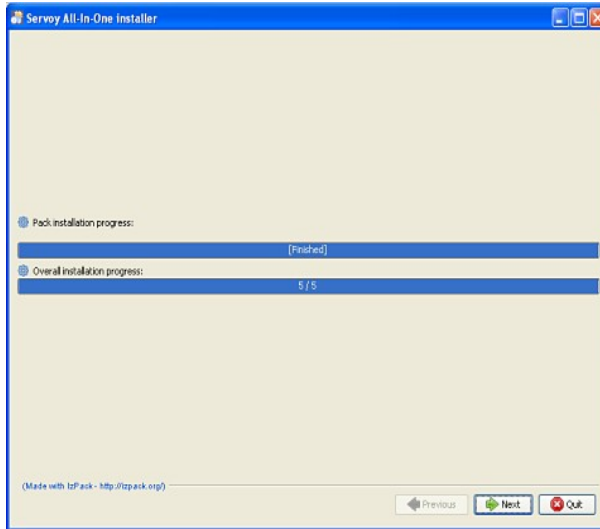 Servoy All-In-One installer
Pack installation progress:
[Finished]
Overall installation progress:
5 / 5
(Made with IzPack - http://izpack.org/)
Previous Next Quit